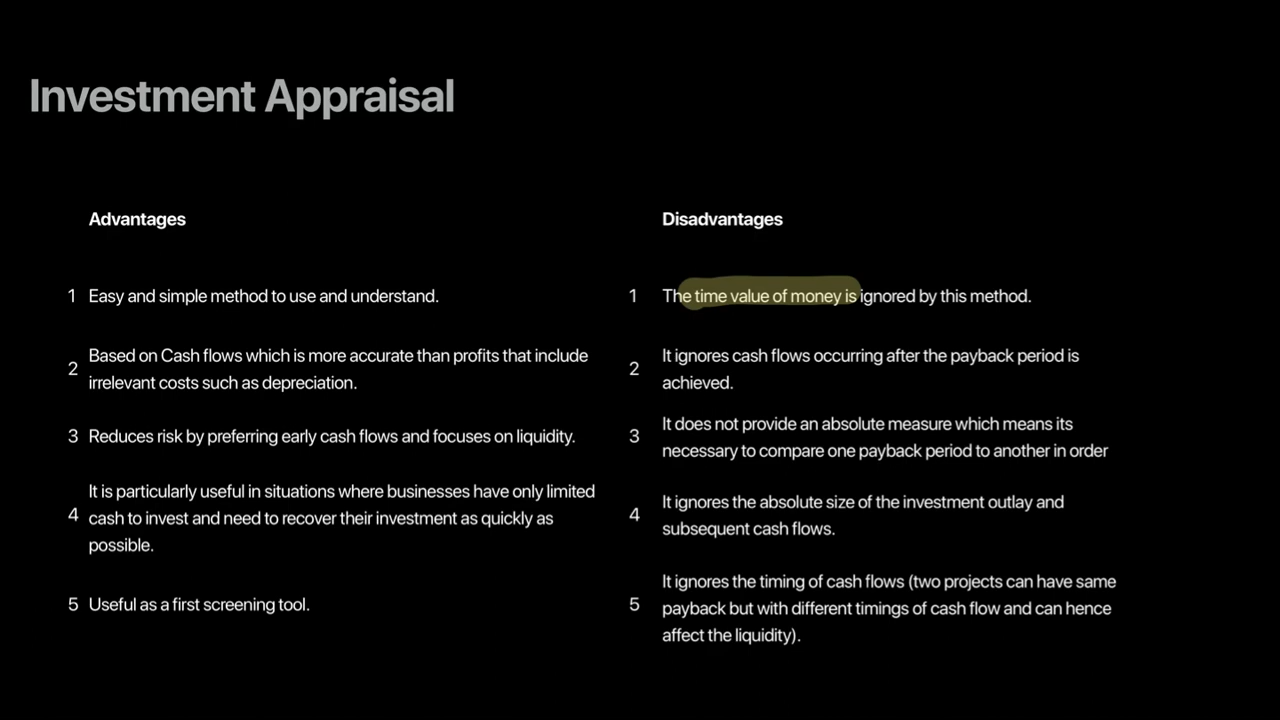 Investment Appraisal
Advantages
1 Easy and simple method to use and understand.
2 Based on Cash flows which is more accurate than profits that include
irrelevant costs such as depreciation.
3 Reduces risk by preferring early cash flows and focuses on liquidity.
4 It is particularly useful in situations where businesses have only limited
cash to invest and need to recover their investment as quickly as
possible.
5 Useful as a first screening tool.
Disadvantages
1 The time value of money is ignored by this method.
2 It ignores cash flows occurring after the payback period is
achieved.
3 It does not provide an absolute measure which means its
necessary to compare one payback period to another in order
4 It ignores the absolute size of the investment outlay and
subsequent cash flows.
5 It ignores the timing of cash flows (two projects can have same
payback but with different timings of cash flow and can hence
affect the liquidity).